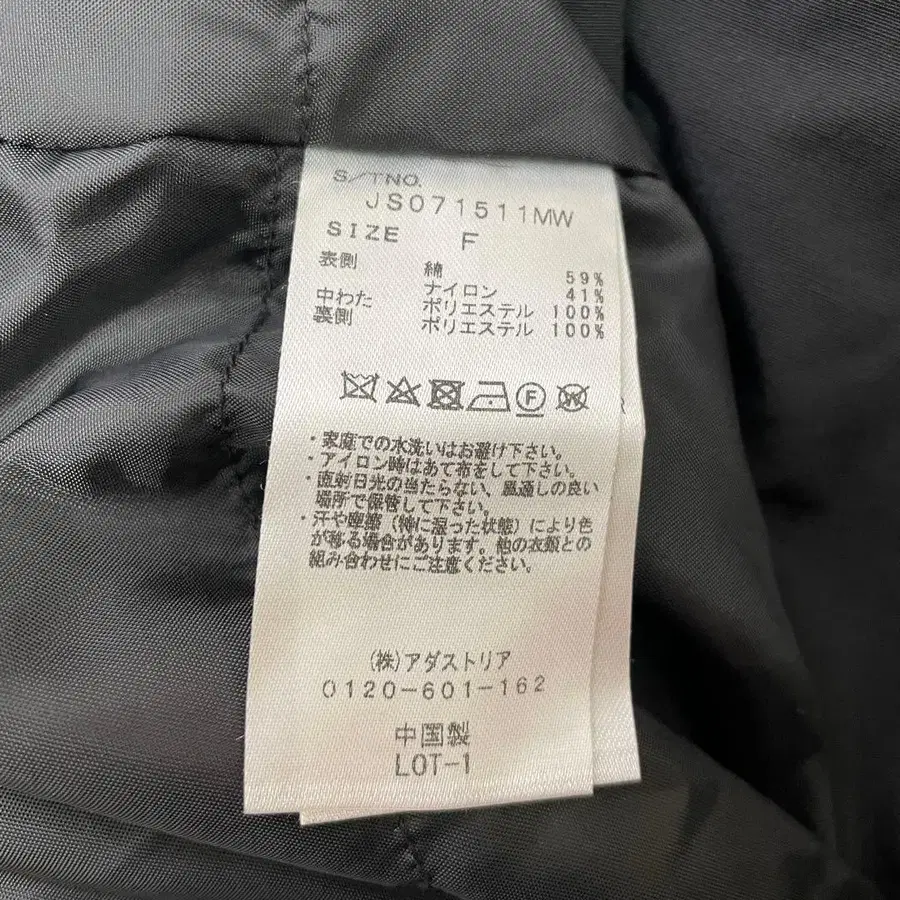 S/TNO.
JS071511MW
SIZE F
表側 綿 59%
ナイロン 41%
中わた ポリエステル 100%
裏側 ポリエステル 100%
F W
R
・家庭での水洗いはお避け下さい。
・アイロン時はあて布をして下さい。
・直射日光の当たらない、風通しの良い
場所で保管して下さい。
・汗や摩擦(特に湿った状態)により色
が移る場合があります。他の衣類との
組み合わせにご注意ください。
(株)アダストリア
0120-601-162
中国製
LOT-1